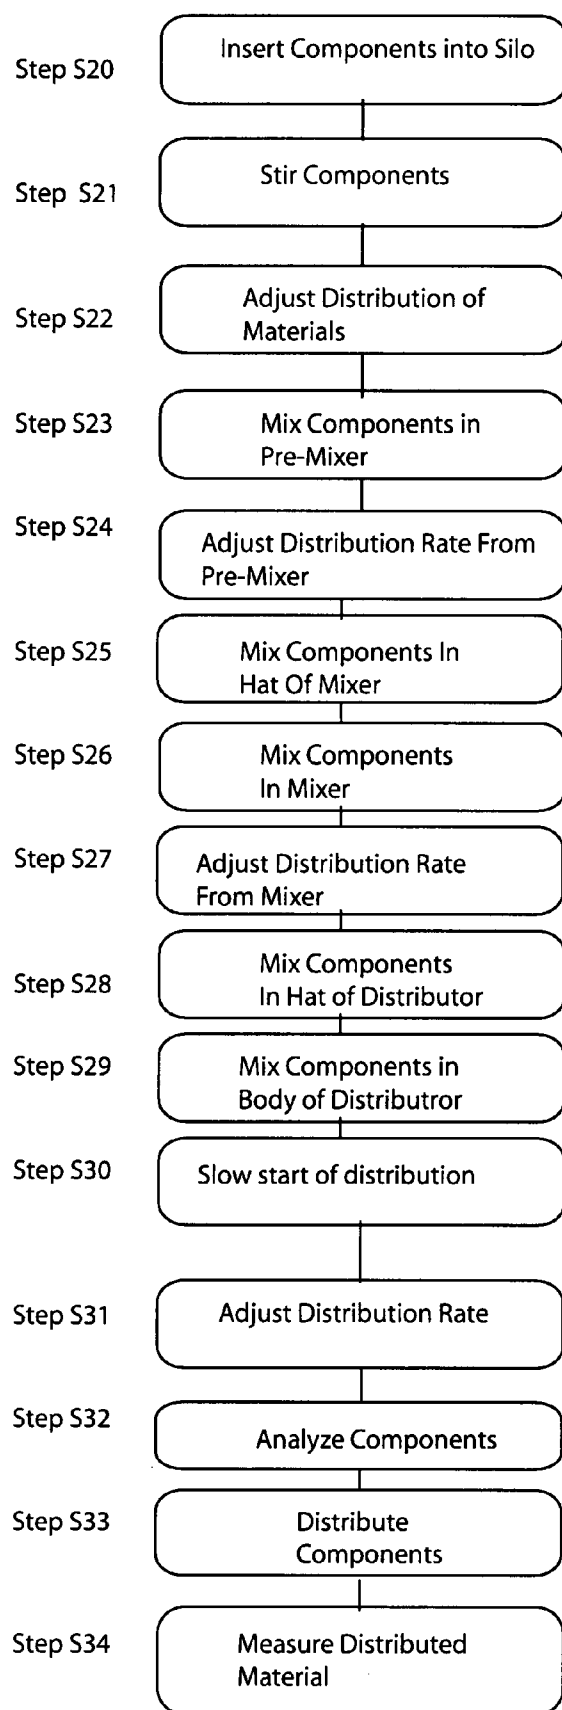 Step S20
Insert Components into Silo
Step S21
Stir Components
Step S22
Adjust Distribution of
Materials
Step S23
Mix Components in
Pre-Mixer
Step S24
Adjust Distribution Rate From
Pre-Mixer
Step S25
Mix Components In
Hat Of Mixer
Step S26
Mix Components
In Mixer
Step S27
Adjust Distribution Rate
From Mixer
Step S28
Mix Components
In Hat of Distributor
Step S29
Mix Components in
Body of Distributror
Step S30
Slow start of distribution
Step S31
Adjust Distribution Rate
Step S32
Analyze Components
Step S33
Distribute
Components
Step S34
Measure Distributed
Material